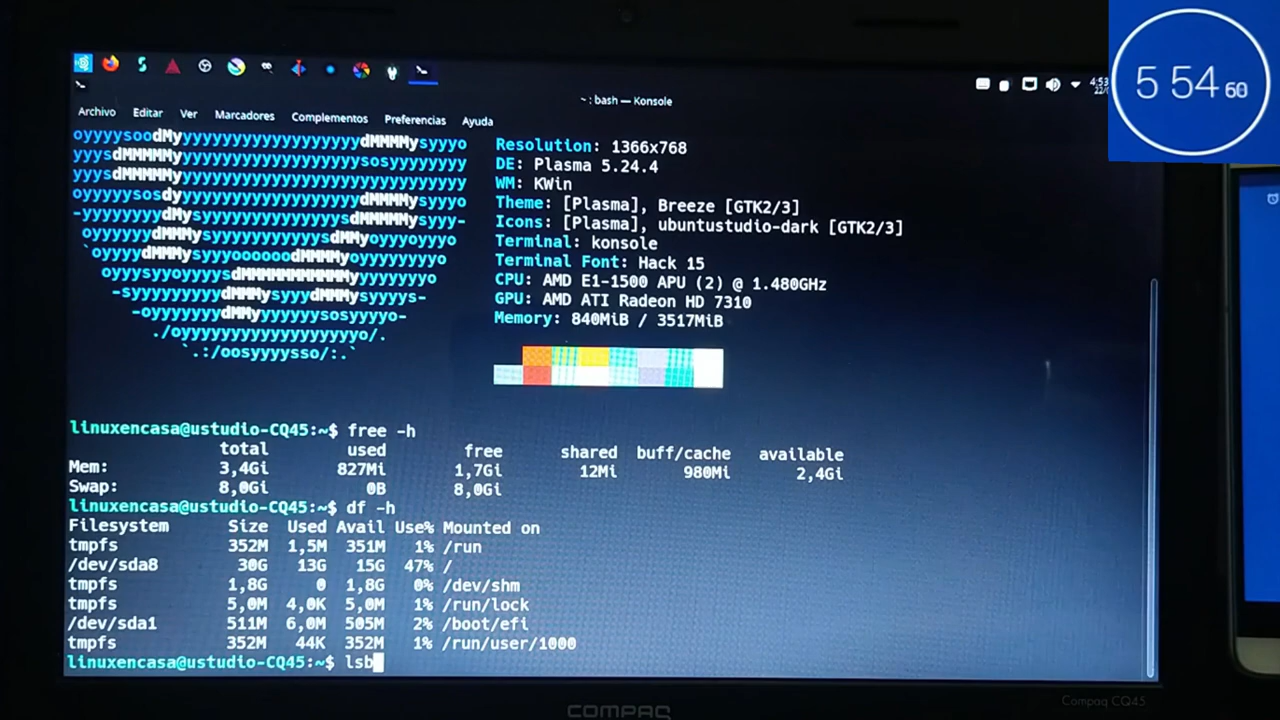 ~ : bash — Konsole
4:53
5 54 60
Archivo Editar Ver Marcadores Complementos Preferencias Ayuda
oyyyysoodMyyyyyyyyyyyyyyyyyyyydMMMMysyyyo Resolution: 1366x768
DE: Plasma 5.24.4
WM: KWin
Theme: [Plasma], Breeze [GTK2/3]
Icons: [Plasma], ubuntustudio-dark [GTK2/3]
Terminal: konsole
Terminal Font: Hack 15
CPU: AMD E1-1500 APU (2) @ 1.480GHz
GPU: AMD ATI Radeon HD 7310
Memory: 840MiB / 3517MiB
linuxencasa@ustudio-CQ45:~$ free -h
total used free shared buff/cache available
Mem: 3,4Gi 827Mi 1,7Gi 12Mi 980Mi 2,4Gi
Swap: 8,0Gi 0B 8,0Gi
linuxencasa@ustudio-CQ45:~$ df -h
Filesystem Size Used Avail Use% Mounted on
tmpfs 352M 1,5M 351M 1% /run
/dev/sda8 30G 13G 15G 47% /
tmpfs 1,8G 0 1,8G 0% /dev/shm
tmpfs 5,0M 4,0K 5,0M 1% /run/lock
/dev/sda1 511M 6,0M 505M 2% /boot/efi
tmpfs 352M 44K 352M 1% /run/user/1000
linuxencasa@ustudio-CQ45:~$ lsb
COMPAQ
Compaq CQ45